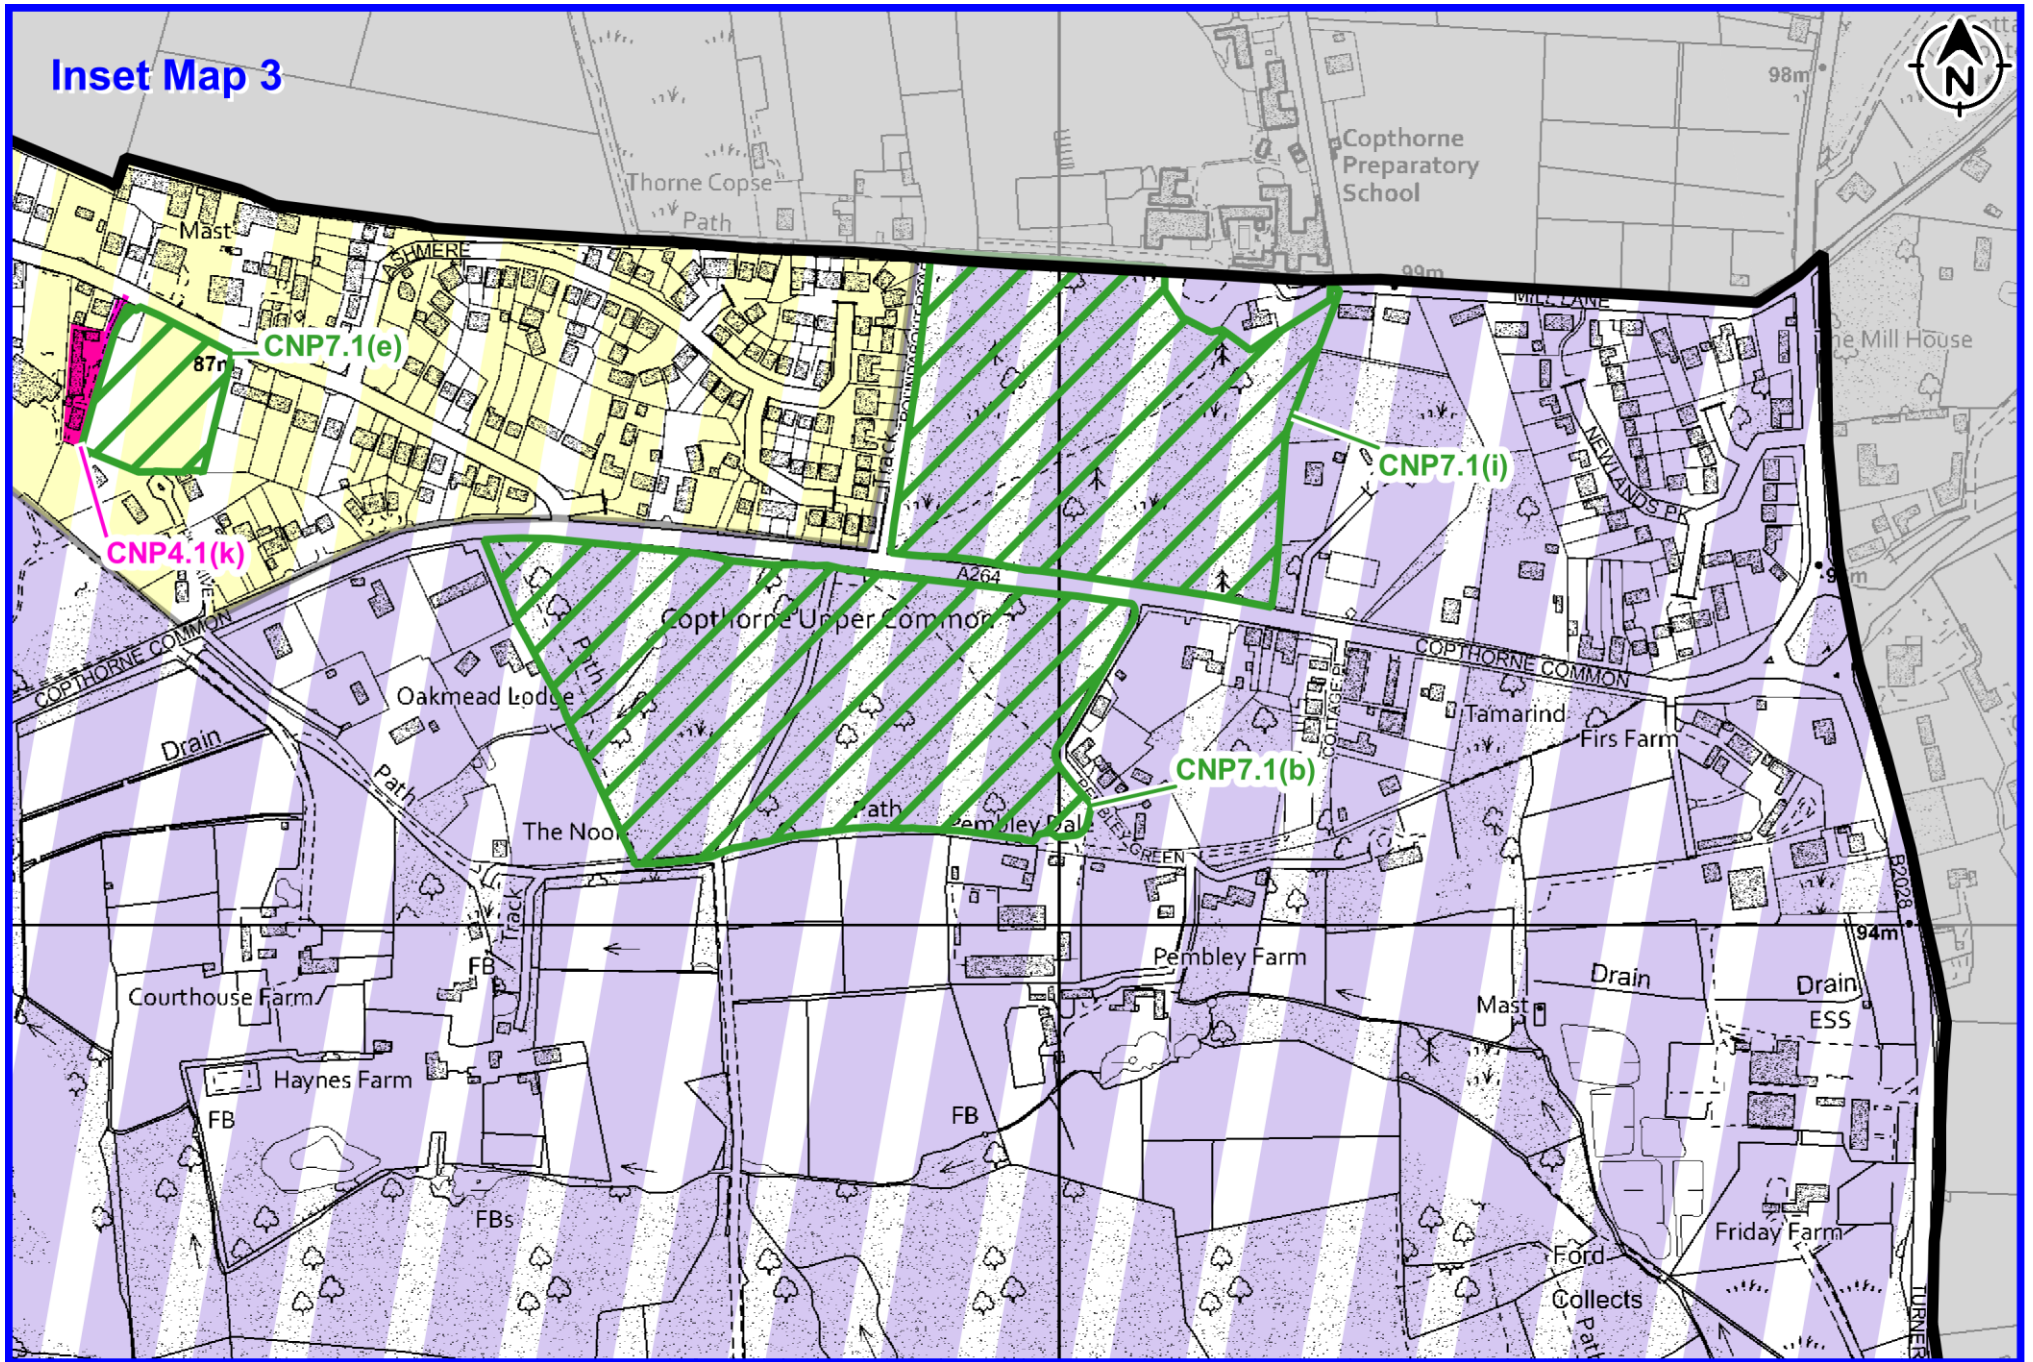 Inset Map 3
N
98m
Copthorne
Preparatory
School
Thorne Copse
Path
Mast
ASHMERE
99m
MILL LANE
The Mill House
CNP7.1(e)
87m
Track
CNP7.1(i)
NEWLANDS PL
CNP4.1(k)
A264
Copthorne Upper Common
COPTHORNE COMMON
COPTHORNE COMMON
Path
Oakmead Lodge
COTTAGE PL
Tamarind
Firs Farm
Drain
Path
CNP7.1(b)
The Nook
Path
Pembley Dale
PEMBLEY GREEN
B2028
Track
94m
FB
Pembley Farm
Courthouse Farm
Drain
Drain
Mast
ESS
Haynes Farm
FB
FB
FBs
Friday Farm
Ford
Collects
Path
TURNER